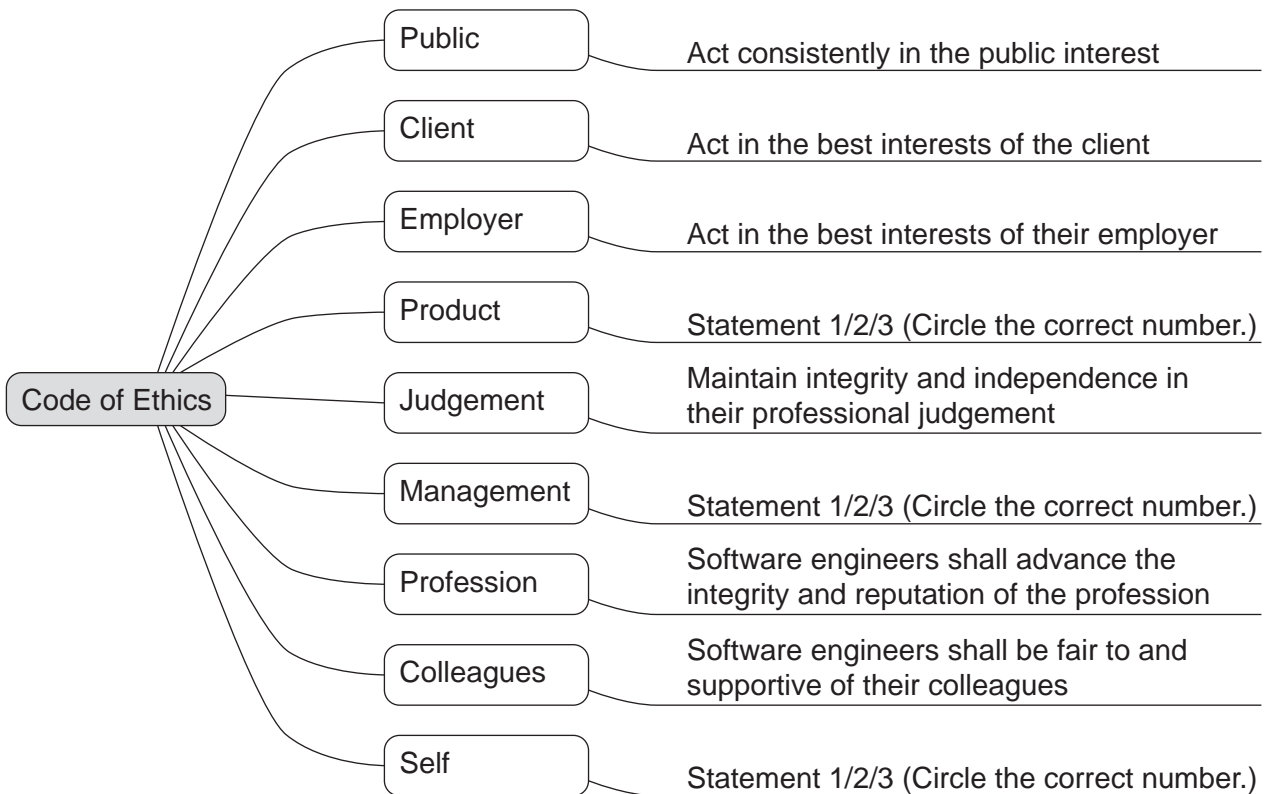 Public
Act consistently in the public interest
Client
Act in the best interests of the client
Employer
Act in the best interests of their employer
Product
Statement 1/2/3 (Circle the correct number.)
Code of Ethics
Judgement
Maintain integrity and independence in
their professional judgement
Management
Statement 1/2/3 (Circle the correct number.)
Profession
Software engineers shall advance the
integrity and reputation of the profession
Colleagues
Software engineers shall be fair to and
supportive of their colleagues
Self
Statement 1/2/3 (Circle the correct number.)